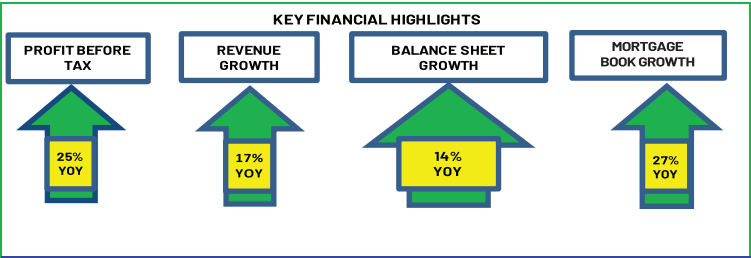 KEY FINANCIAL HIGHLIGHTS
PROFIT BEFORE
TAX
REVENUE
GROWTH
BALANCE SHEET
GROWTH
MORTGAGE
BOOK GROWTH
25%
YOY
17%
YOY
14%
YOY
27%
YOY